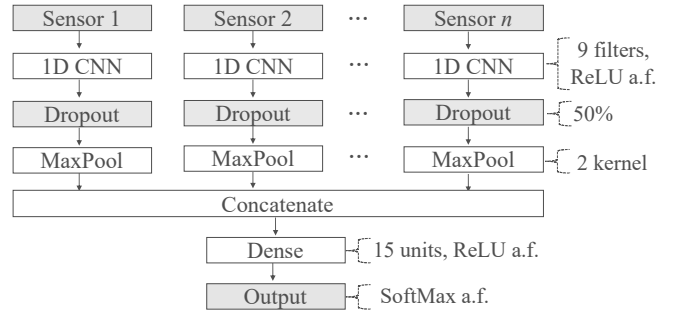 Sensor 1 Sensor 2 ... Sensor n
1D CNN 1D CNN ... 1D CNN
9 filters,
ReLU a.f.
Dropout Dropout ... Dropout 50%
MaxPool MaxPool ... MaxPool 2 kernel
Concatenate
Dense 15 units, ReLU a.f.
Output SoftMax a.f.